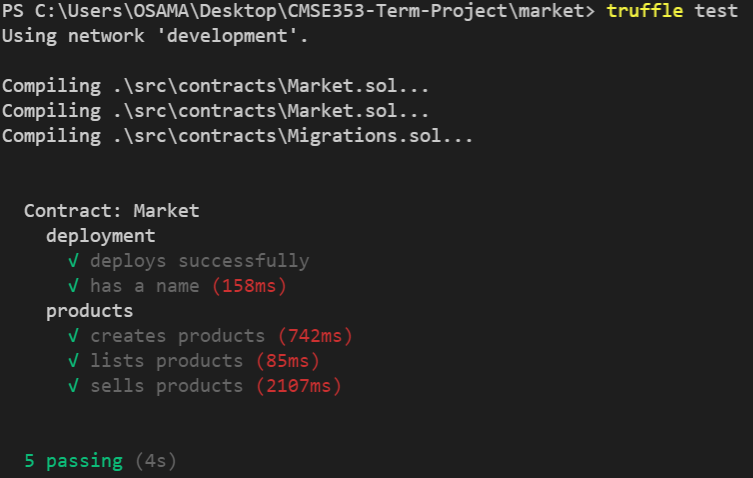 PS C:\Users\OSAMA\Desktop\CMSE353-Term-Project\market> truffle test
Using network 'development'.
Compiling .\src\contracts\Market.sol...
Compiling .\src\contracts\Market.sol...
Compiling .\src\contracts\Migrations.sol...
Contract: Market
deployment
√ deploys successfully
√ has a name (158ms)
products
√ creates products (742ms)
√ lists products (85ms)
√ sells products (2107ms)
5 passing (4s)